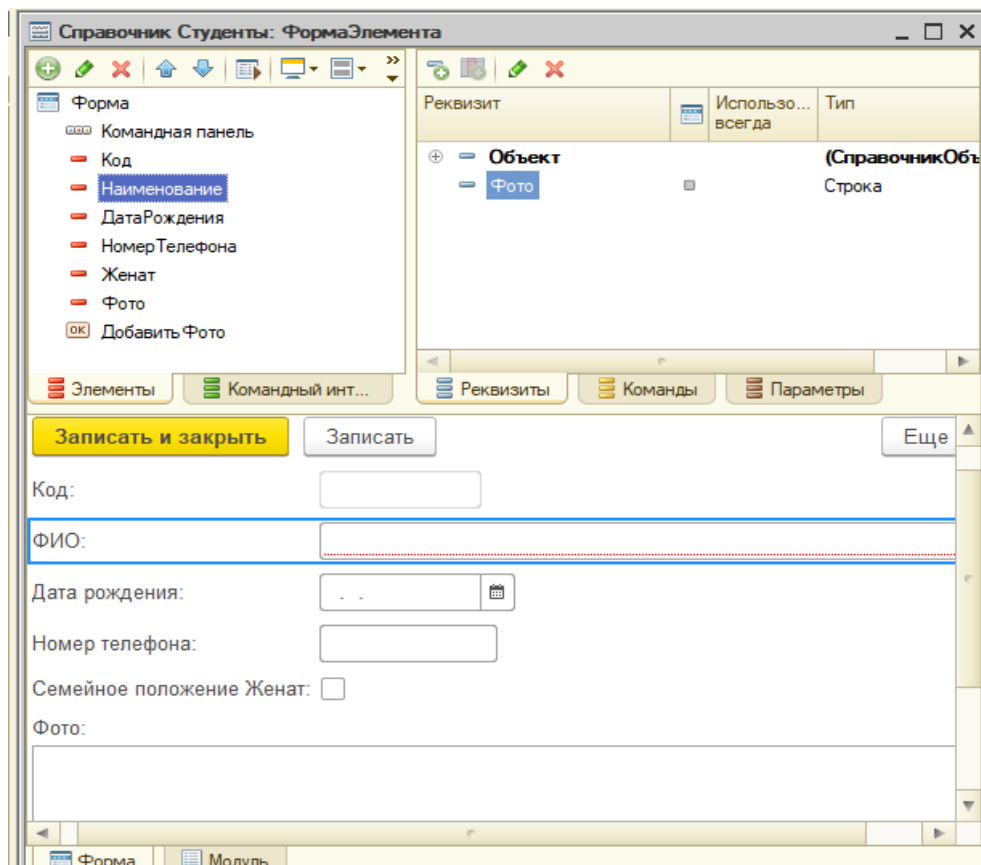 Справочник Студенты: ФормаЭлемента
Форма
Командная панель
Код
Наименование
ДатаРождения
НомерТелефона
Женат
Фото
ОК ДобавитьФото
Элементы
Командный инт...
Реквизит
Использо...
всегда
Тип
Объект
(СправочникОбъ
Фото
Строка
Реквизиты
Команды
Параметры
Записать и закрыть
Записать
Еще
Код:
ФИО:
Дата рождения:
. .
Номер телефона:
Семейное положение Женат:
Фото:
Форма
Модуль